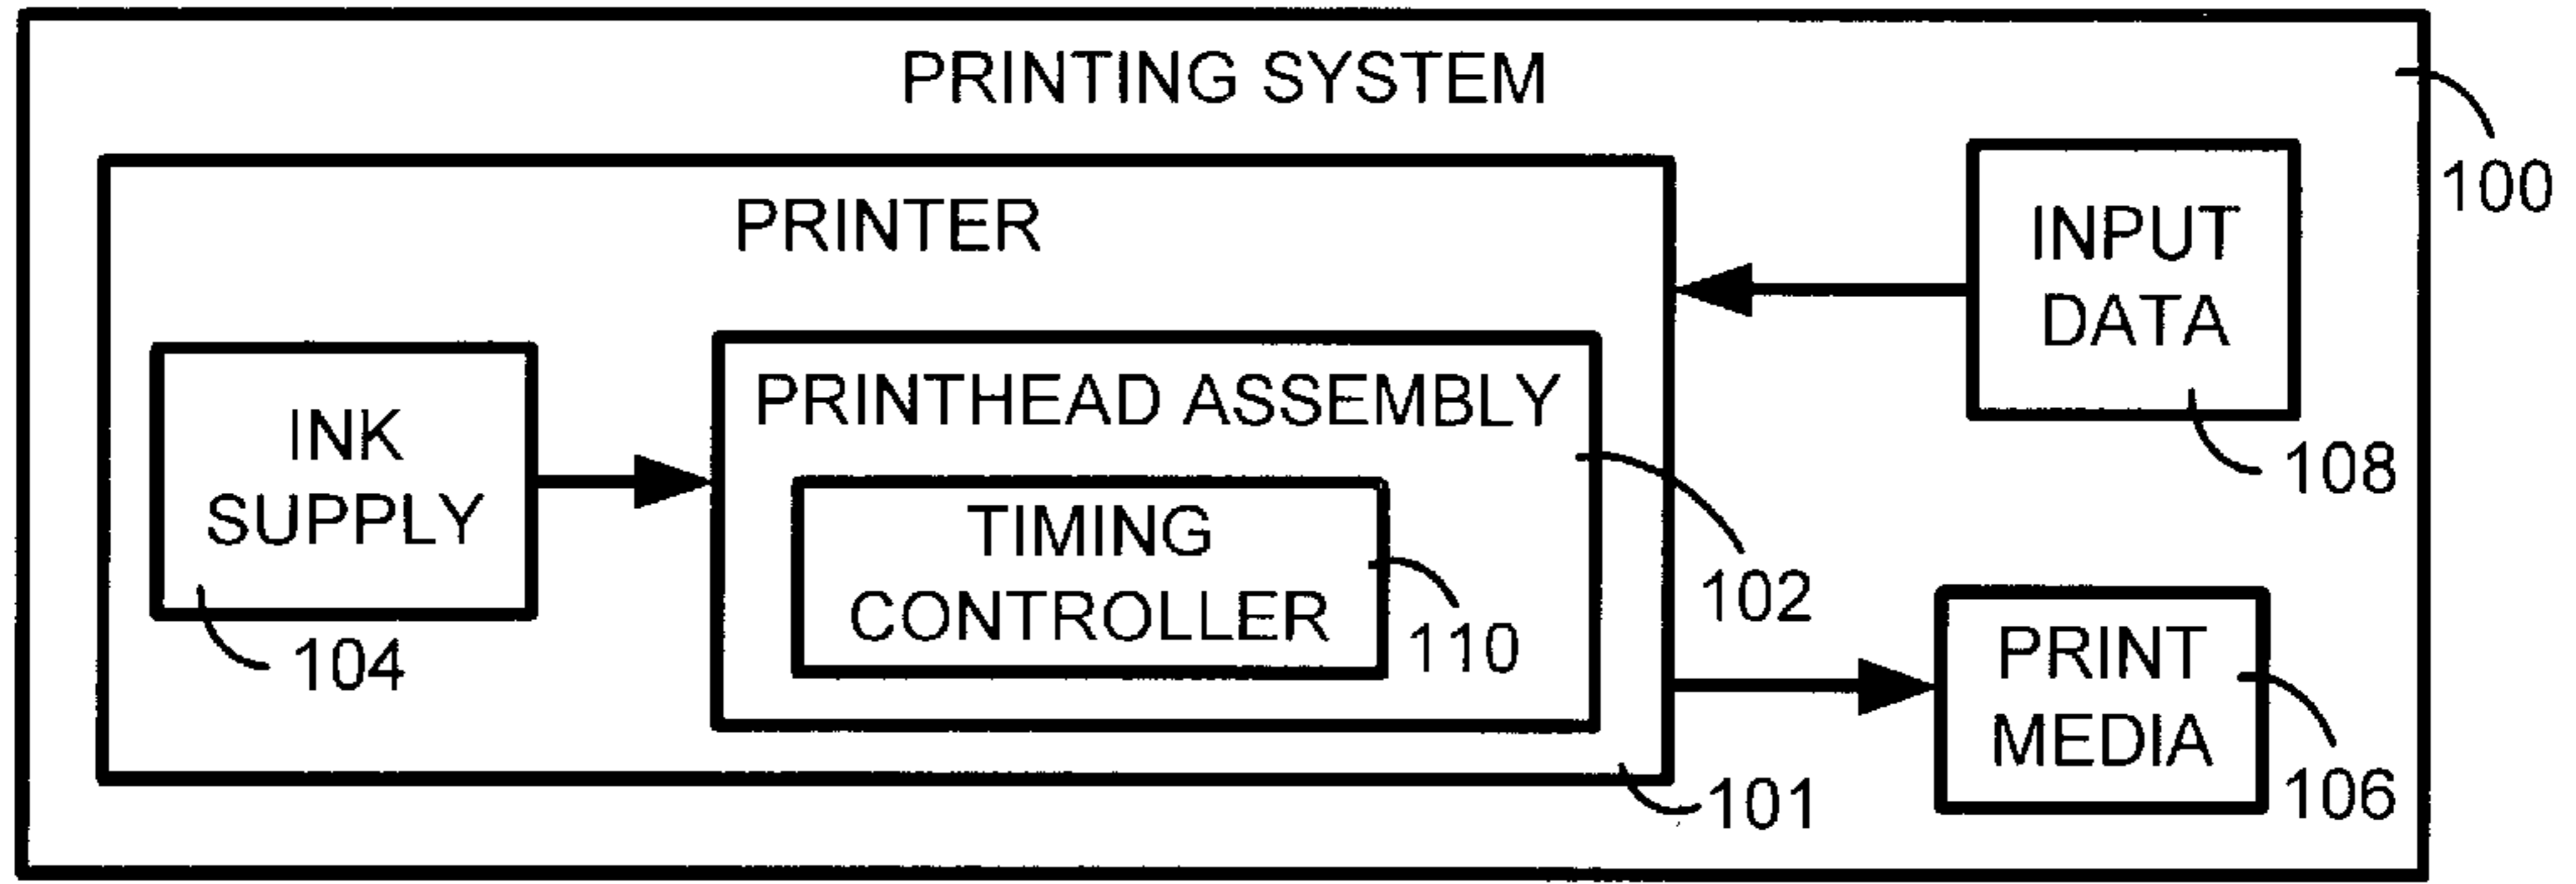 PRINTING SYSTEM
100
PRINTER
INPUT
DATA
108
INK
SUPPLY
104
PRINTHEAD ASSEMBLY
102
TIMING
CONTROLLER
110
PRINT
MEDIA
106
101